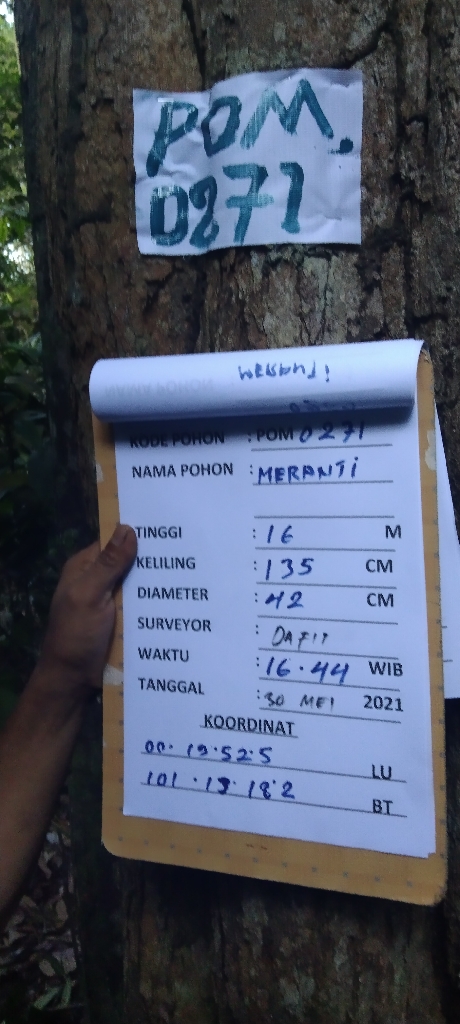 POM.
0271
MERANTI
KODE POHON : POM 0271
NAMA POHON : MERANTI
TINGGI : 16 M
KELILING : 135 CM
DIAMETER : 42 CM
SURVEYOR : DAFIT
WAKTU : 16.44 WIB
TANGGAL : 30 MEI 2021
KOORDINAT
00. 19.52.5 LU
101 . 19. 18.2 BT